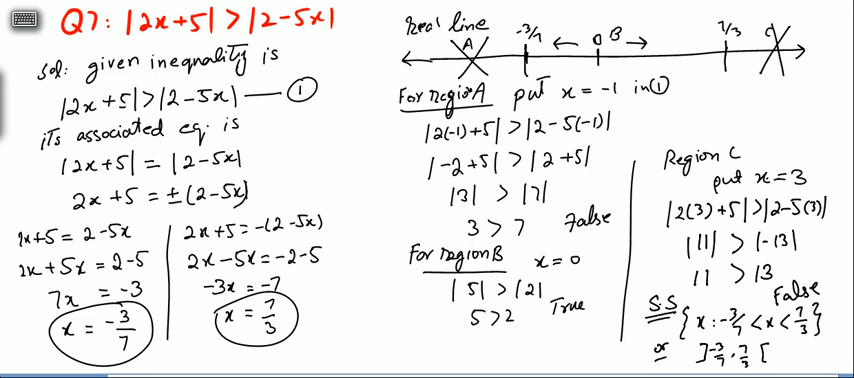 Q7: |2x+5| > |2-5x|
Sol: given inequality is
|2x+5| > |2-5x| — ①
its associated eq. is
|2x+5| = |2-5x|
2x+5 = ±(2-5x)
2x+5 = 2-5x
2x+5x = 2-5
7x = -3
x = -3/7
2x+5 = -(2-5x)
2x-5x = -2-5
-3x = -7
x = 7/3
Real line
A -3/7 ← 0 B → 7/3 C
For region A put x = -1 in ①
|2(-1)+5| > |2-5(-1)|
|-2+5| > |2+5|
|3| > |7|
3 > 7 False
For region B x = 0
|5| > |2|
5 > 2 True
Region C
put x = 3
|2(3)+5| > |2-5(3)|
|11| > |-13|
11 > 13
False
S.S {x: -3/7 < x < 7/3}
or ]-3/7, 7/3[